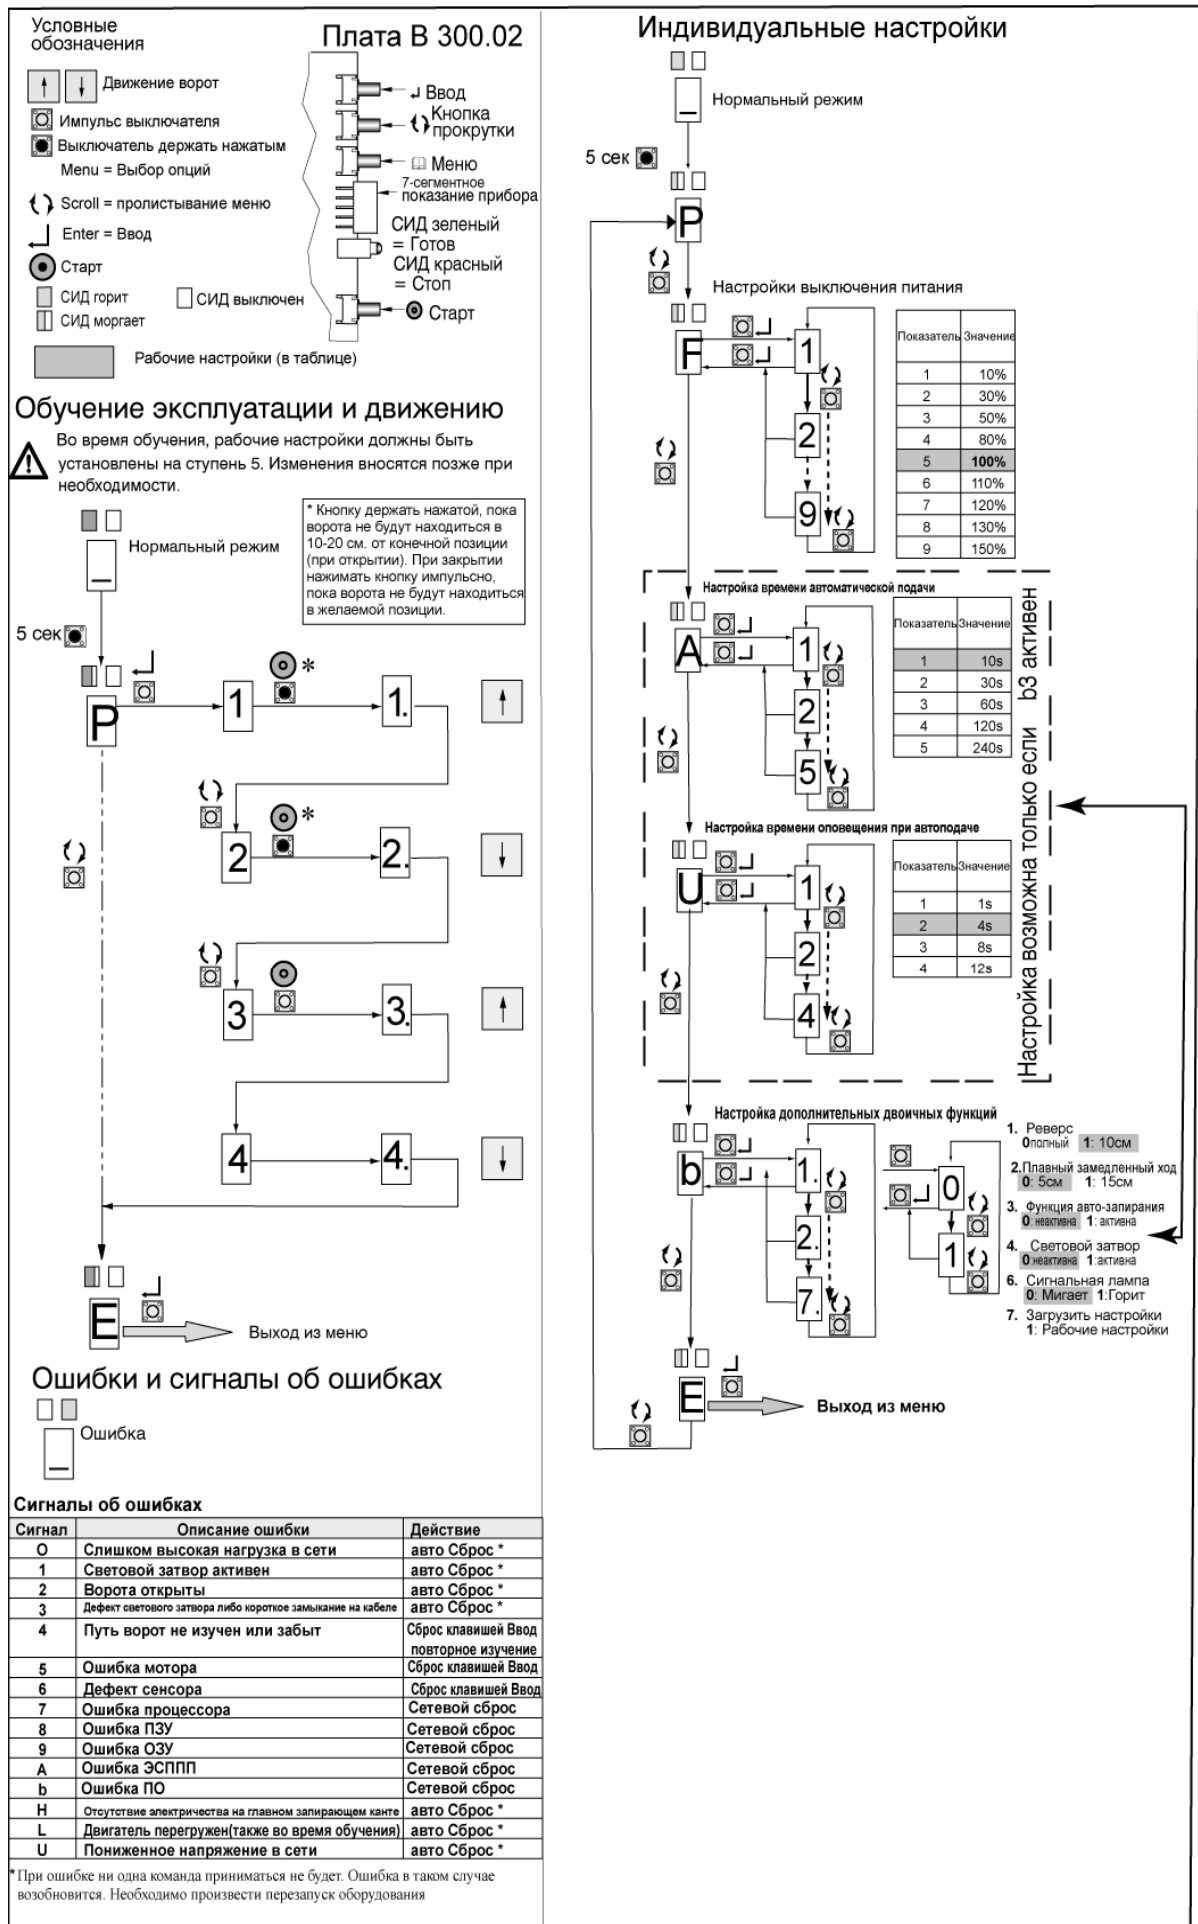 Условные
обозначения
Плата B 300.02
Движение ворот
Импульс выключателя
Выключатель держать нажатым
Menu = Выбор опций
Scroll = пролистывание меню
Enter = Ввод
Старт
СИД горит
СИД выключен
СИД моргает
Рабочие настройки (в таблице)
Ввод
Кнопка
прокрутки
Меню
7-сегментное
показание прибора
СИД зеленый
= Готов
СИД красный
= Стоп
Старт
Обучение эксплуатации и движению
Во время обучения, рабочие настройки должны быть
установлены на ступень 5. Изменения вносятся позже при
необходимости.
* Кнопку держать нажатой, пока
ворота не будут находиться в
10-20 см. от конечной позиции
(при открытии). При закрытии
нажимать кнопку импульсно,
пока ворота не будут находиться
в желаемой позиции.
Нормальный режим
5 сек
P
1
*
1.
2
*
2.
3
3.
4
4.
E
Выход из меню
Ошибки и сигналы об ошибках
Ошибка
Сигналы об ошибках
Сигнал Описание ошибки Действие
O Слишком высокая нагрузка в сети авто Сброс *
1 Световой затвор активен авто Сброс *
2 Ворота открыты авто Сброс *
3 Дефект светового затвора либо короткое замыкание на кабеле авто Сброс *
4 Путь ворот не изучен или забыт Сброс клавишей Ввод
повторное изучение
5 Ошибка мотора Сброс клавишей Ввод
6 Дефект сенсора Сброс клавишей Ввод
7 Ошибка процессора Сетевой сброс
8 Ошибка ПЗУ Сетевой сброс
9 Ошибка ОЗУ Сетевой сброс
A Ошибка ЭСППП Сетевой сброс
b Ошибка ПО Сетевой сброс
H Отсутствие электричества на главном запирающем канте авто Сброс *
L Двигатель перегружен(также во время обучения) авто Сброс *
U Пониженное напряжение в сети авто Сброс *
* При ошибке ни одна команда приниматься не будет. Ошибка в таком случае
возобновится. Необходимо произвести перезапуск оборудования
Индивидуальные настройки
Нормальный режим
5 сек
P
Настройки выключения питания
F
1
2
9
Показатель Значение
1 10%
2 30%
3 50%
4 80%
5 100%
6 110%
7 120%
8 130%
9 150%
Настройка времени автоматической подачи
A
1
2
5
Показатель Значение
1 10s
2 30s
3 60s
4 120s
5 240s
Настройка возможна только если b3 активен
Настройка времени оповещения при автоподаче
U
1
2
4
Показатель Значение
1 1s
2 4s
3 8s
4 12s
Настройка дополнительных двоичных функций
b
1.
2.
7.
0
1
1. Реверс
0полный 1: 10см
2.Плавный замедленный ход
0: 5см 1: 15см
3. Функция авто-запирания
0:неактивна 1: активна
4. Световой затвор
0:неактивна 1:активна
6. Сигнальная лампа
0: Мигает 1:Горит
7. Загрузить настройки
1: Рабочие настройки
E
Выход из меню